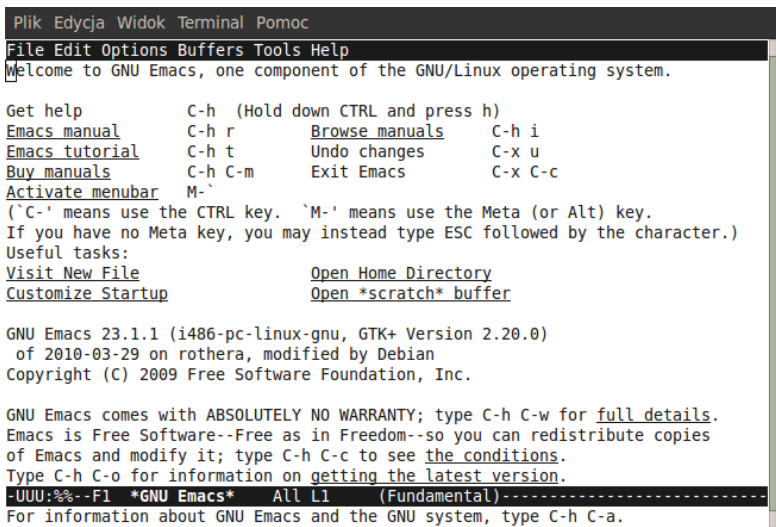 Plik Edycja Widok Terminal Pomoc
File Edit Options Buffers Tools Help
Welcome to GNU Emacs, one component of the GNU/Linux operating system.

Get help           C-h  (Hold down CTRL and press h)
Emacs manual       C-h r        Browse manuals     C-h i
Emacs tutorial     C-h t        Undo changes       C-x u
Buy manuals        C-h C-m      Exit Emacs         C-x C-c
Activate menubar   M-`
(`C-' means use the CTRL key.  `M-' means use the Meta (or Alt) key.
If you have no Meta key, you may instead type ESC followed by the character.)
Useful tasks:
Visit New File                  Open Home Directory
Customize Startup               Open *scratch* buffer

GNU Emacs 23.1.1 (i486-pc-linux-gnu, GTK+ Version 2.20.0)
 of 2010-03-29 on rothera, modified by Debian
Copyright (C) 2009 Free Software Foundation, Inc.

GNU Emacs comes with ABSOLUTELY NO WARRANTY; type C-h C-w for full details.
Emacs is Free Software--Free as in Freedom--so you can redistribute copies
of Emacs and modify it; type C-h C-c to see the conditions.
Type C-h C-o for information on getting the latest version.
-UUU:%%--F1  *GNU Emacs*    All L1     (Fundamental)----------------------------
For information about GNU Emacs and the GNU system, type C-h C-a.